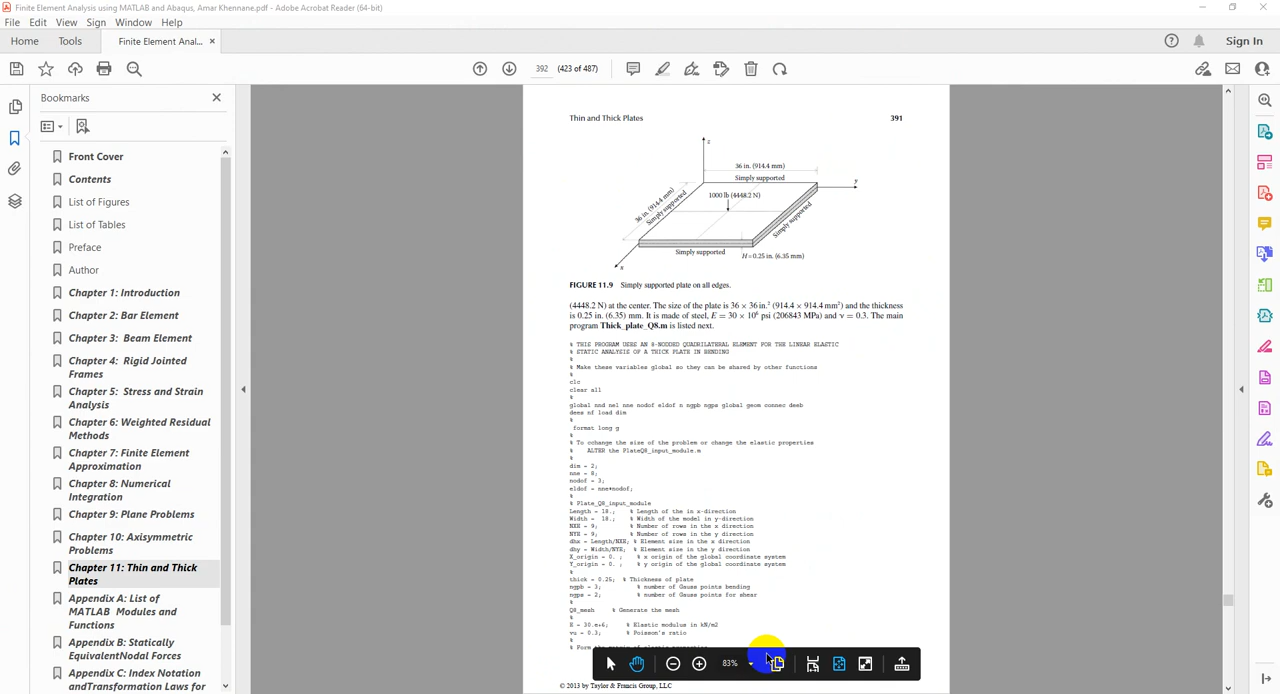 Finite Element Analysis using MATLAB and Abaqus, Amar Khennane.pdf - Adobe Acrobat Reader (64-bit)
File Edit View Sign Window Help
Home Tools Finite Element Anal... × Sign In
392 (423 of 487)
Bookmarks
Front Cover
Contents
List of Figures
List of Tables
Preface
Author
Chapter 1: Introduction
Chapter 2: Bar Element
Chapter 3: Beam Element
Chapter 4: Rigid Jointed
Frames
Chapter 5: Stress and Strain
Analysis
Chapter 6: Weighted Residual
Methods
Chapter 7: Finite Element
Approximation
Chapter 8: Numerical
Integration
Chapter 9: Plane Problems
Chapter 10: Axisymmetric
Problems
Chapter 11: Thin and Thick
Plates
Appendix A: List of
MATLAB Modules and
Functions
Appendix B: Statically
EquivalentNodal Forces
Appendix C: Index Notation
andTransformation Laws for
Thin and Thick Plates 391
z
36 in. (914.4 mm)
Simply supported
y
1000 lb (4448.2 N)
36 in. (914.4 mm)
Simply supported
Simply supported
Simply supported
H=0.25 in. (6.35 mm)
x
FIGURE 11.9 Simply supported plate on all edges.
(4448.2 N) at the center. The size of the plate is 36 × 36 in.² (914.4 × 914.4 mm²) and the thickness
is 0.25 in. (6.35) mm. It is made of steel, E = 30 × 10⁶ psi (206843 MPa) and ν = 0.3. The main
program Thick_plate_Q8.m is listed next.
% THIS PROGRAM USES AN 8-NODDED QUADRILATERAL ELEMENT FOR THE LINEAR ELASTIC
% STATIC ANALYSIS OF A THICK PLATE IN BENDING
%
% Make these variables global so they can be shared by other functions
%
clc
clear all
%
global nnd nel nne nodof eldof n ngpb ngps global geom connec deeb
dees nf load dim
%
format long g
%
% To cchange the size of the problem or change the elastic properties
% ALTER the PlateQ8_input_module.m
%
dim = 2;
nne = 8;
nodof = 3;
eldof = nne*nodof;
%
% Plate_Q8_input_module
Length = 18.; % Length of the in x-direction
Width = 18.; % Width of the model in y-direction
NXE = 9; % Number of rows in the x direction
NYE = 9; % Number of rows in the y direction
dhx = Length/NXE; % Element size in the x direction
dhy = Width/NYE; % Element size in the y direction
X_origin = 0. ; % x origin of the global coordinate system
Y_origin = 0. ; % y origin of the global coordinate system
%
thick = 0.25; % Thickness of plate
ngpb = 3; % number of Gauss points bending
ngps = 2; % number of Gauss points for shear
%
Q8_mesh % Generate the mesh
%
E = 30.e+6; % Elastic modulus in kN/m2
vu = 0.3; % Poisson's ratio
%
% Form the matrix of elastic properties
83%
© 2013 by Taylor & Francis Group, LLC